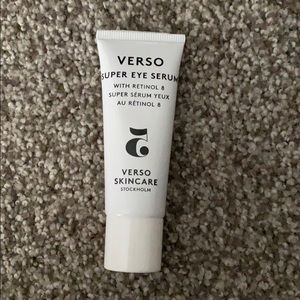 VERSO
SUPER EYE SERUM
WITH RETINOL 8
SUPER SÉRUM YEUX
AU RÉTINOL 8
5
VERSO
SKINCARE
STOCKHOLM